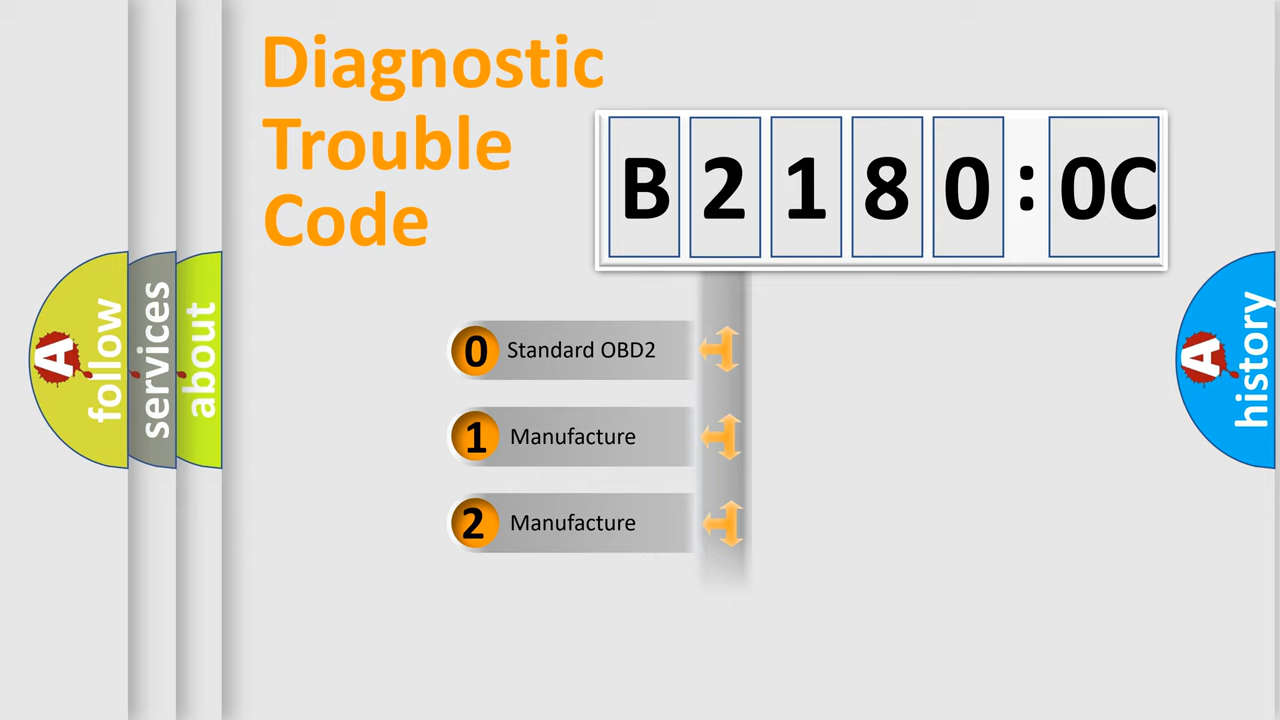 Diagnostic
Trouble
Code
B 2 1 8 0 : 0C
0 Standard OBD2
1 Manufacture
2 Manufacture
A follow
services
about
A history